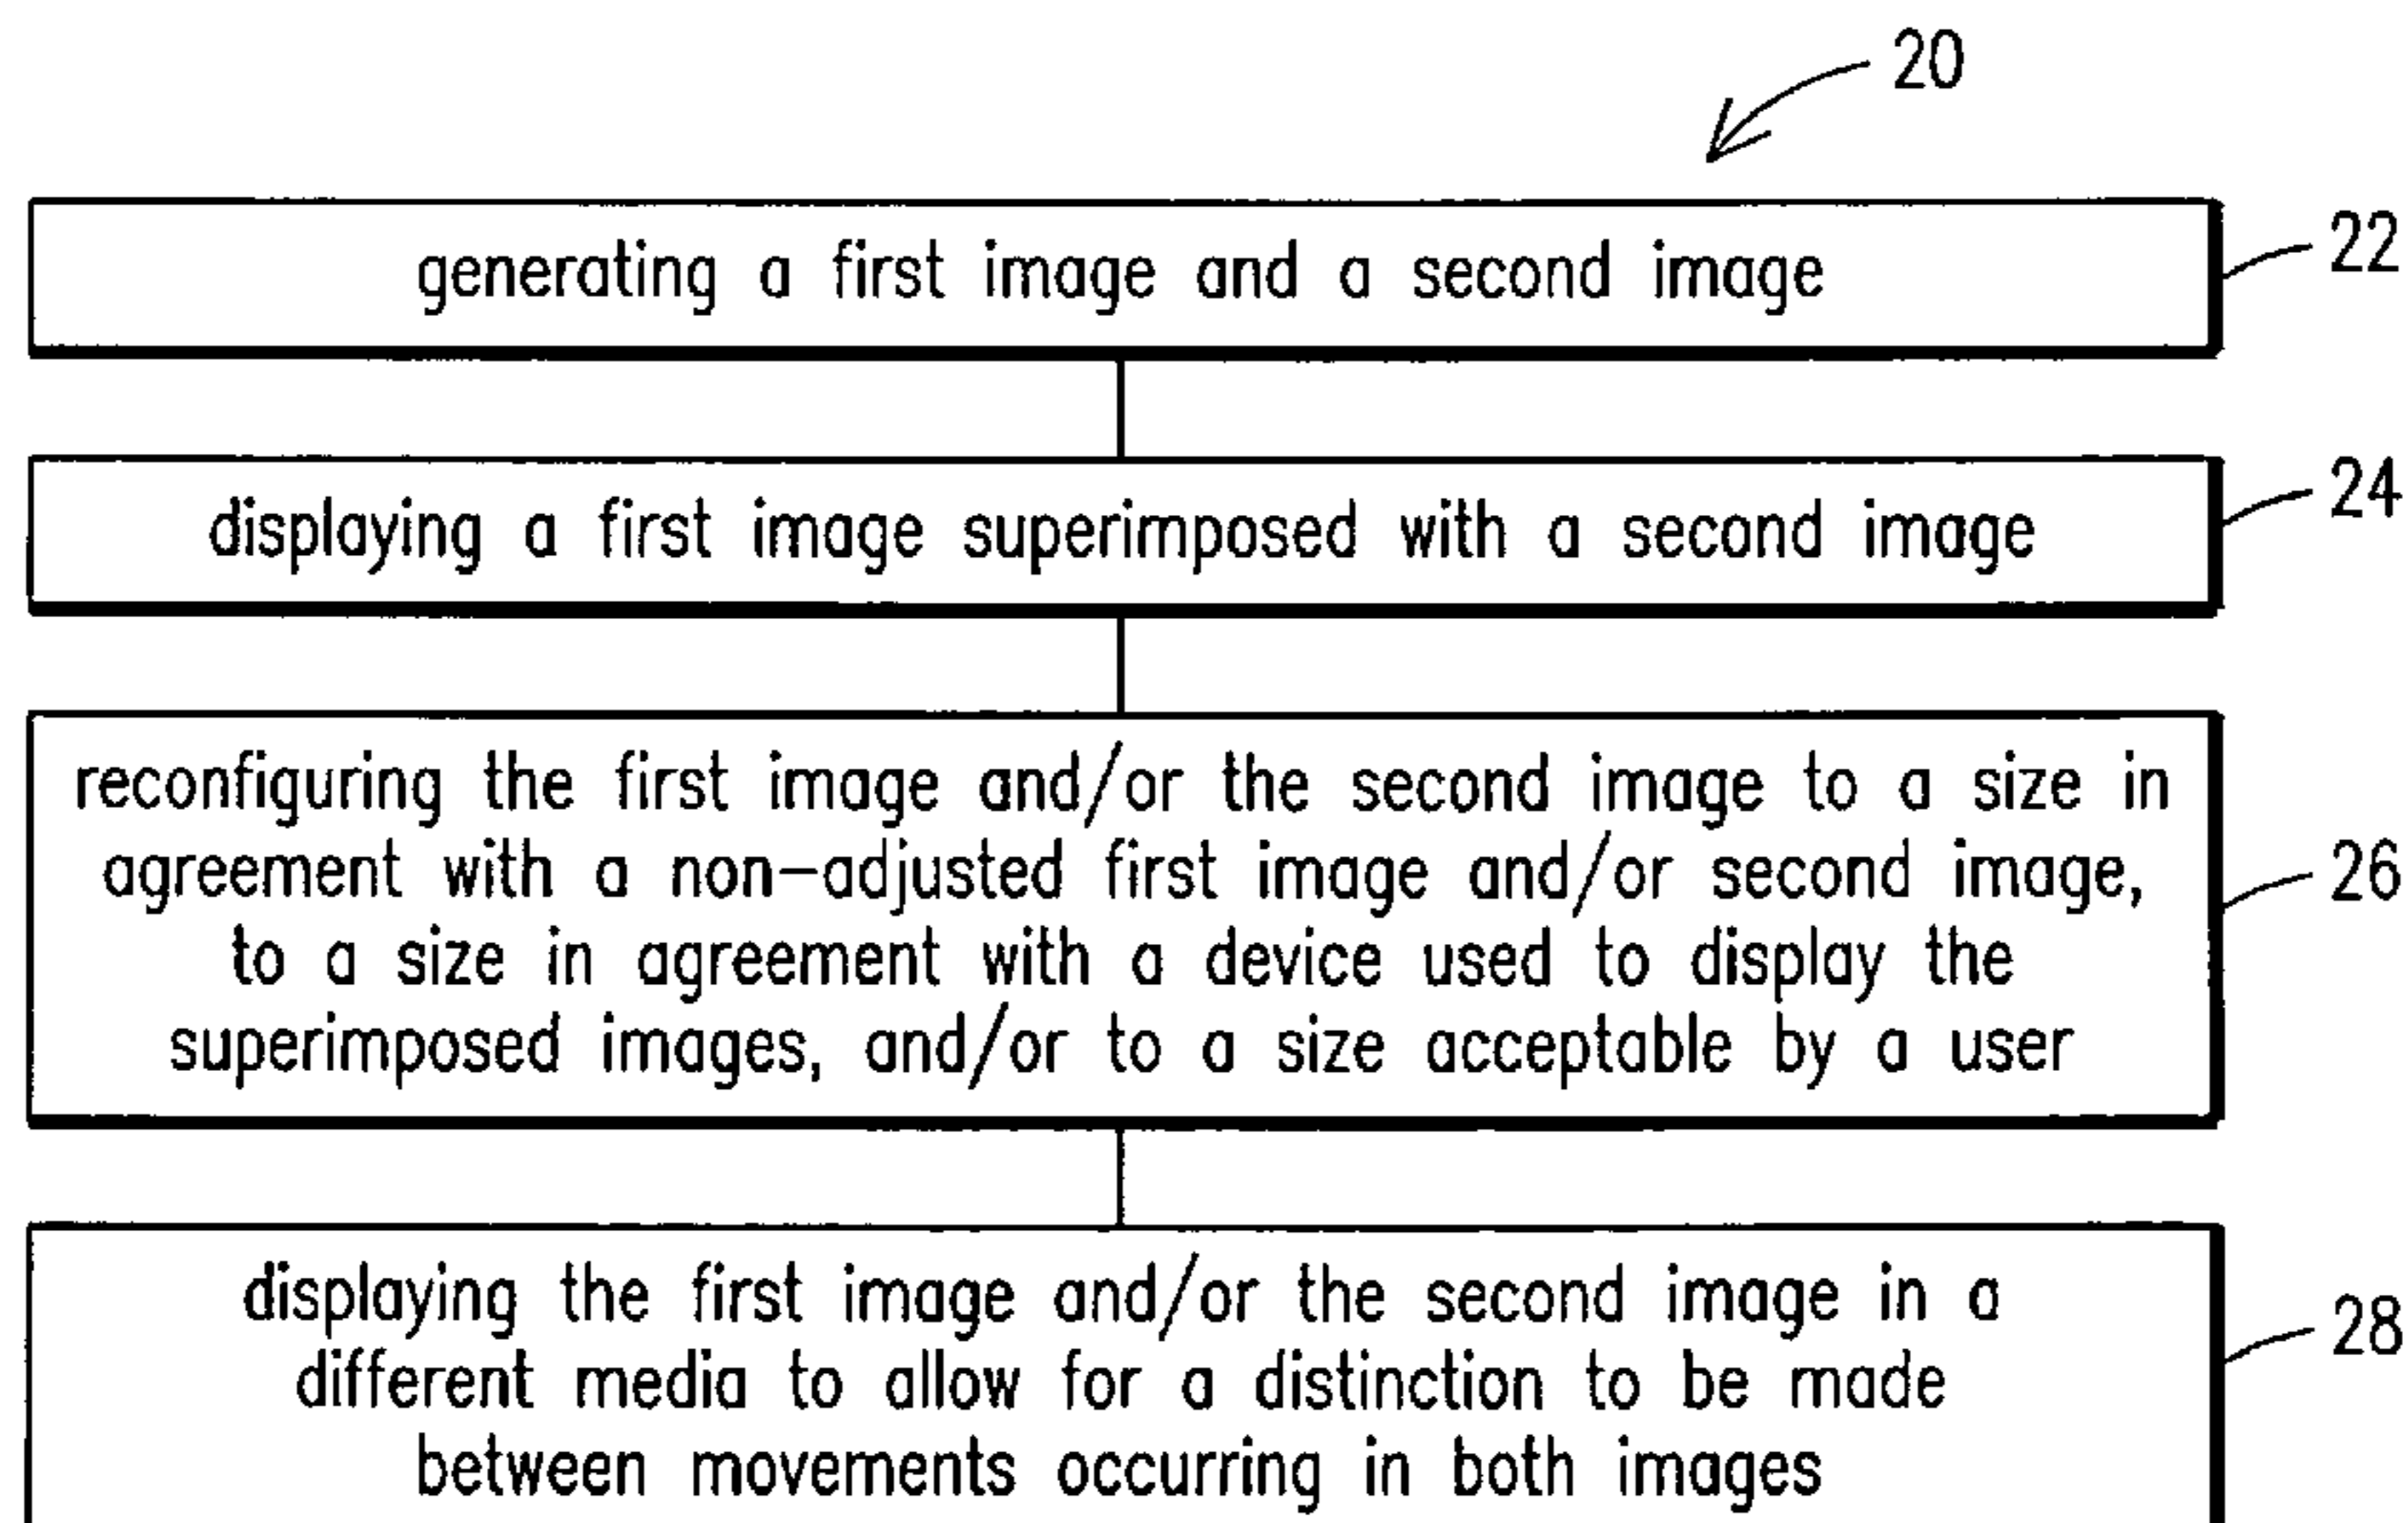 20
generating a first image and a second image
22
displaying a first image superimposed with a second image
24
reconfiguring the first image and/or the second image to a size in
agreement with a non-adjusted first image and/or second image,
to a size in agreement with a device used to display the
superimposed images, and/or to a size acceptable by a user
26
displaying the first image and/or the second image in a
different media to allow for a distinction to be made
between movements occurring in both images
28